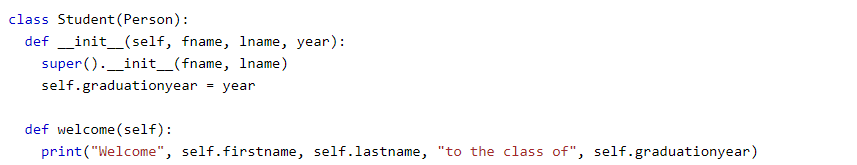 class Student(Person):
  def __init__(self, fname, lname, year):
    super().__init__(fname, lname)
    self.graduationyear = year

  def welcome(self):
    print("Welcome", self.firstname, self.lastname, "to the class of", self.graduationyear)